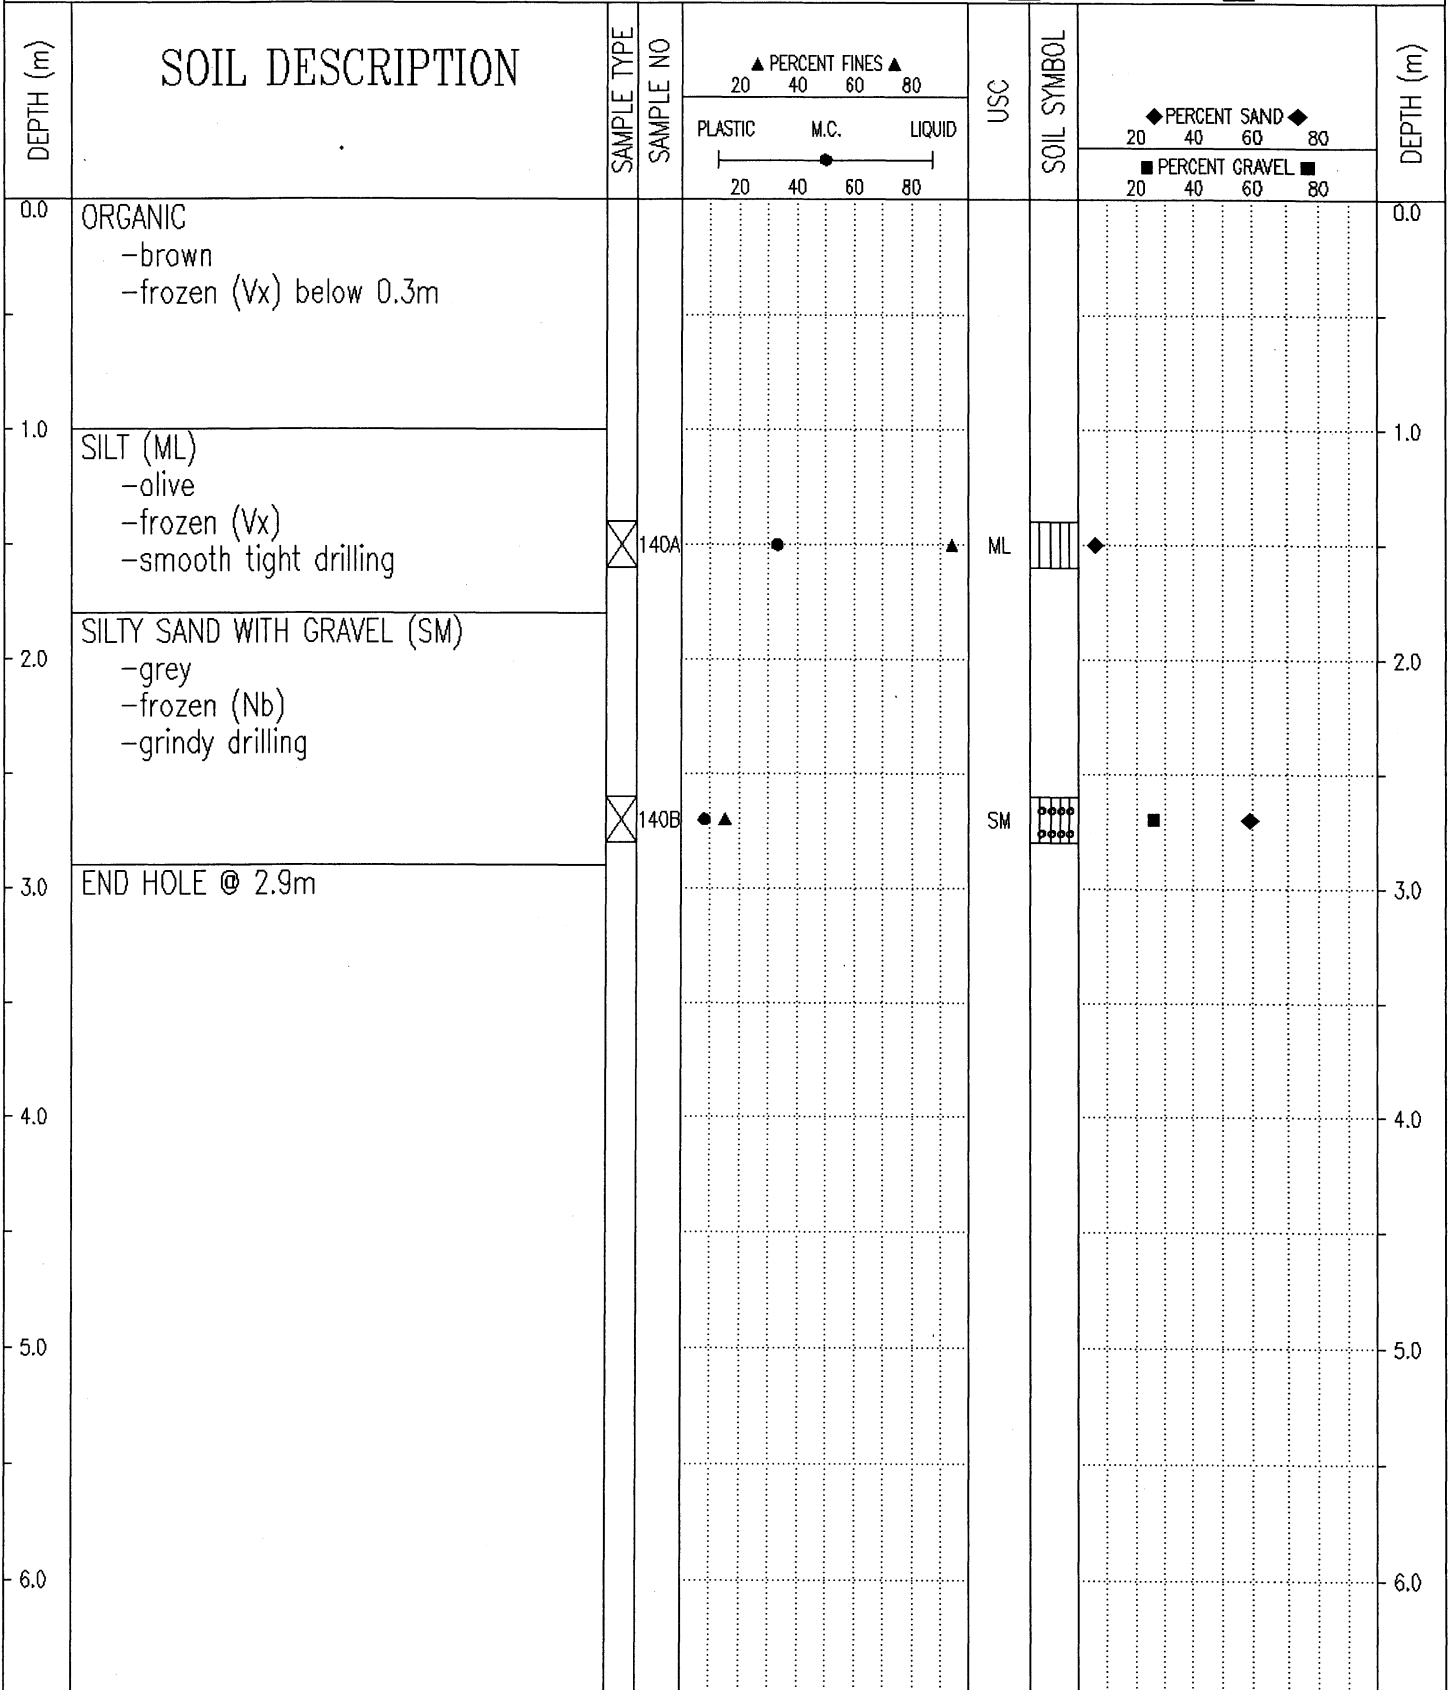 DEPTH (m)
SOIL DESCRIPTION
SAMPLE TYPE
SAMPLE NO
▲ PERCENT FINES ▲
20 40 60 80
PLASTIC M.C. LIQUID
20 40 60 80
USC
SOIL SYMBOL
◆ PERCENT SAND ◆
20 40 60 80
■ PERCENT GRAVEL ■
20 40 60 80
DEPTH (m)
0.0
ORGANIC
-brown
-frozen (Vx) below 0.3m
0.0
1.0
SILT (ML)
-olive
-frozen (Vx)
-smooth tight drilling
140A
ML
1.0
SILTY SAND WITH GRAVEL (SM)
2.0
-grey
-frozen (Nb)
-grindy drilling
2.0
140B
SM
3.0
END HOLE @ 2.9m
3.0
4.0
4.0
5.0
5.0
6.0
6.0